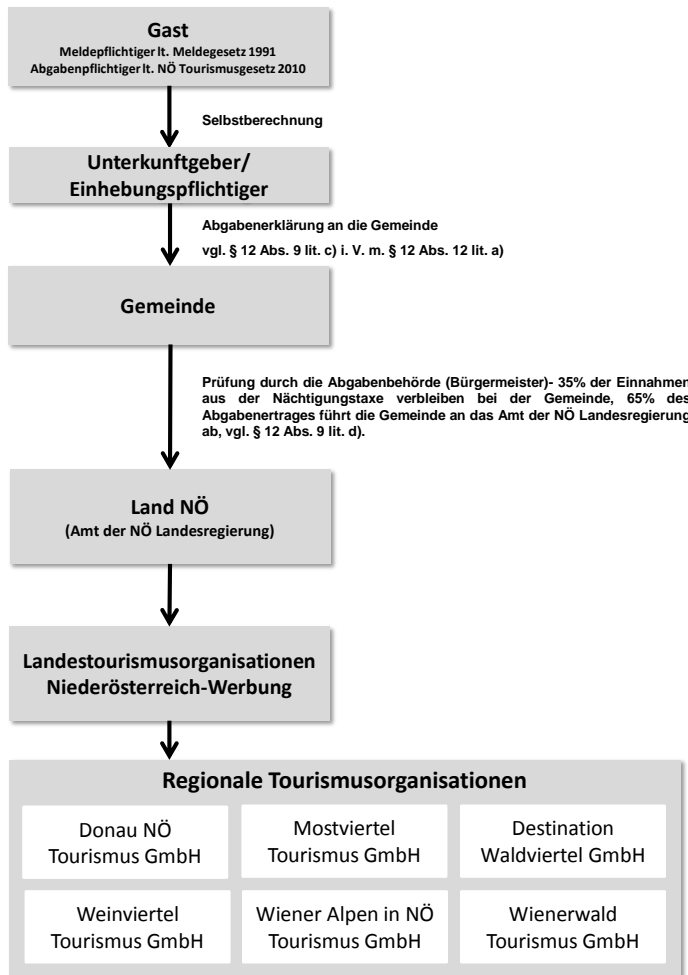 Gast
Meldepflichtiger lt. Meldegesetz 1991
Abgabenpflichtiger lt. NÖ Tourismusgesetz 2010
Selbstberechnung
Unterkunftgeber/
Einhebungspflichtiger
Abgabenerklärung an die Gemeinde
vgl. § 12 Abs. 9 lit. c) i. V. m. § 12 Abs. 12 lit. a)
Gemeinde
Prüfung durch die Abgabenbehörde (Bürgermeister)- 35% der Einnahmen
aus der Nächtigungstaxe verbleiben bei der Gemeinde, 65% des
Abgabenertrages führt die Gemeinde an das Amt der NÖ Landesregierung
ab, vgl. § 12 Abs. 9 lit. d).
Land NÖ
(Amt der NÖ Landesregierung)
Landestourismusorganisationen
Niederösterreich-Werbung
Regionale Tourismusorganisationen
Donau NÖ
Tourismus GmbH
Mostviertel
Tourismus GmbH
Destination
Waldviertel GmbH
Weinviertel
Tourismus GmbH
Wiener Alpen in NÖ
Tourismus GmbH
Wienerwald
Tourismus GmbH